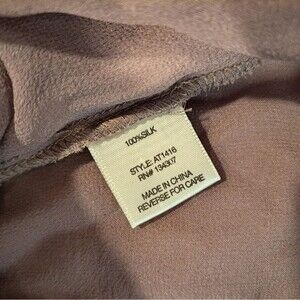 100%SILK
STYLE: AT1416
RN# 134307
MADE IN CHINA
REVERSE FOR CARE